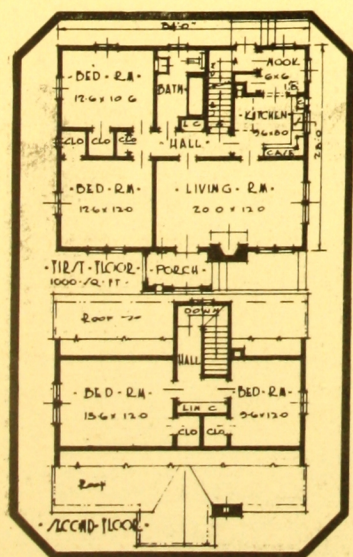 34'0"
NOOK
6 x 6
BED - RM
12.6 x 10 6
BATH
KITCHEN
9 6 x 8 0
L C
CLO CLO CLO
HALL
CASE
28.0
BED - RM
12 6 x 12 0
LIVING - RM
20 0 x 12 0
FIRST - FLOOR
1000 - SQ - FT -
PORCH
Roof
DOWN
HALL
BED - RM
13-6 x 12 0
BED - RM
9-6 x 12 0
LIN C
CLO CLO
Roof
SECOND - FLOOR